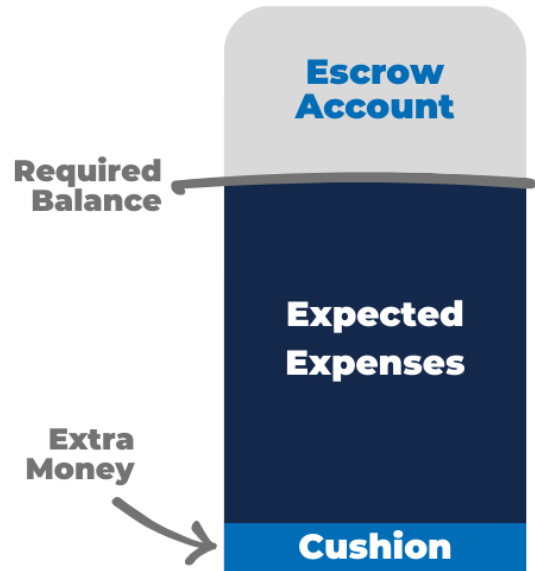 Escrow
Account
Required
Balance
Expected
Expenses
Extra
Money
Cushion